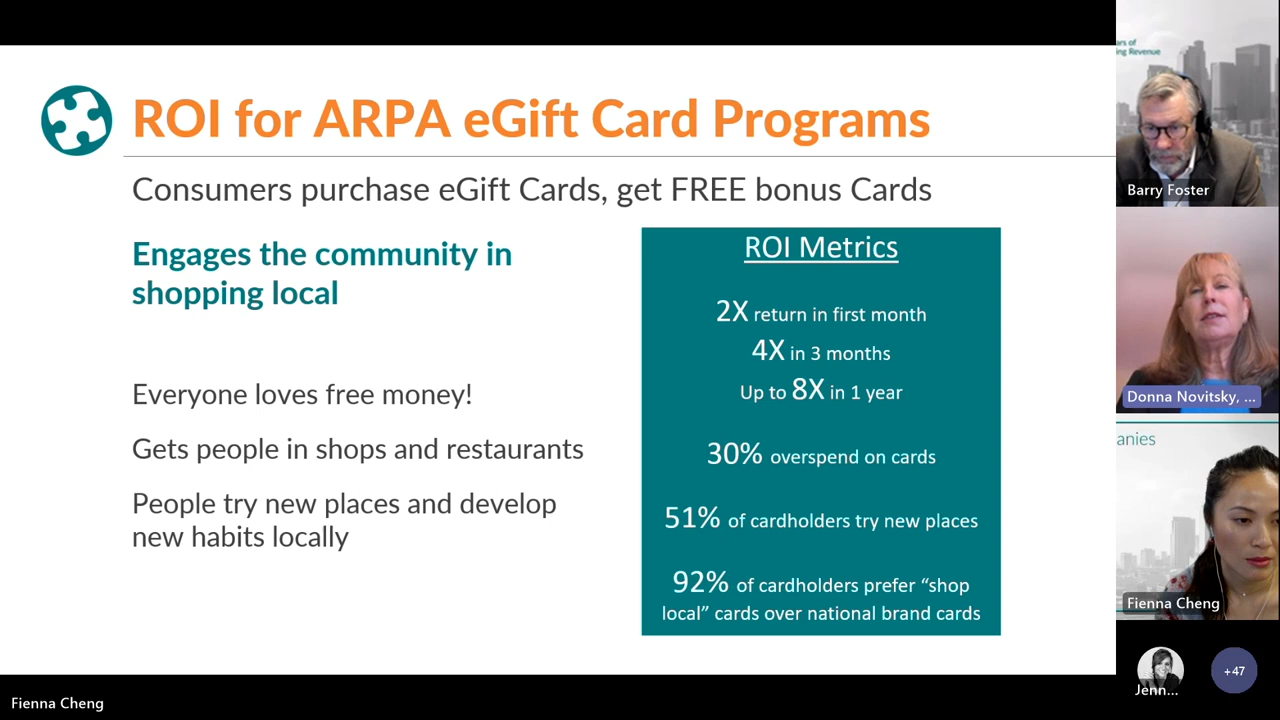 ROI for ARPA eGift Card Programs
Consumers purchase eGift Cards, get FREE bonus Cards
Engages the community in
shopping local
Everyone loves free money!
Gets people in shops and restaurants
People try new places and develop
new habits locally
ROI Metrics
2X return in first month
4X in 3 months
Up to 8X in 1 year
30% overspend on cards
51% of cardholders try new places
92% of cardholders prefer “shop
local” cards over national brand cards
ars of
ng Revenue
Barry Foster
Donna Novitsky, ...
anies
Fienna Cheng
Jenn...
+47
Fienna Cheng